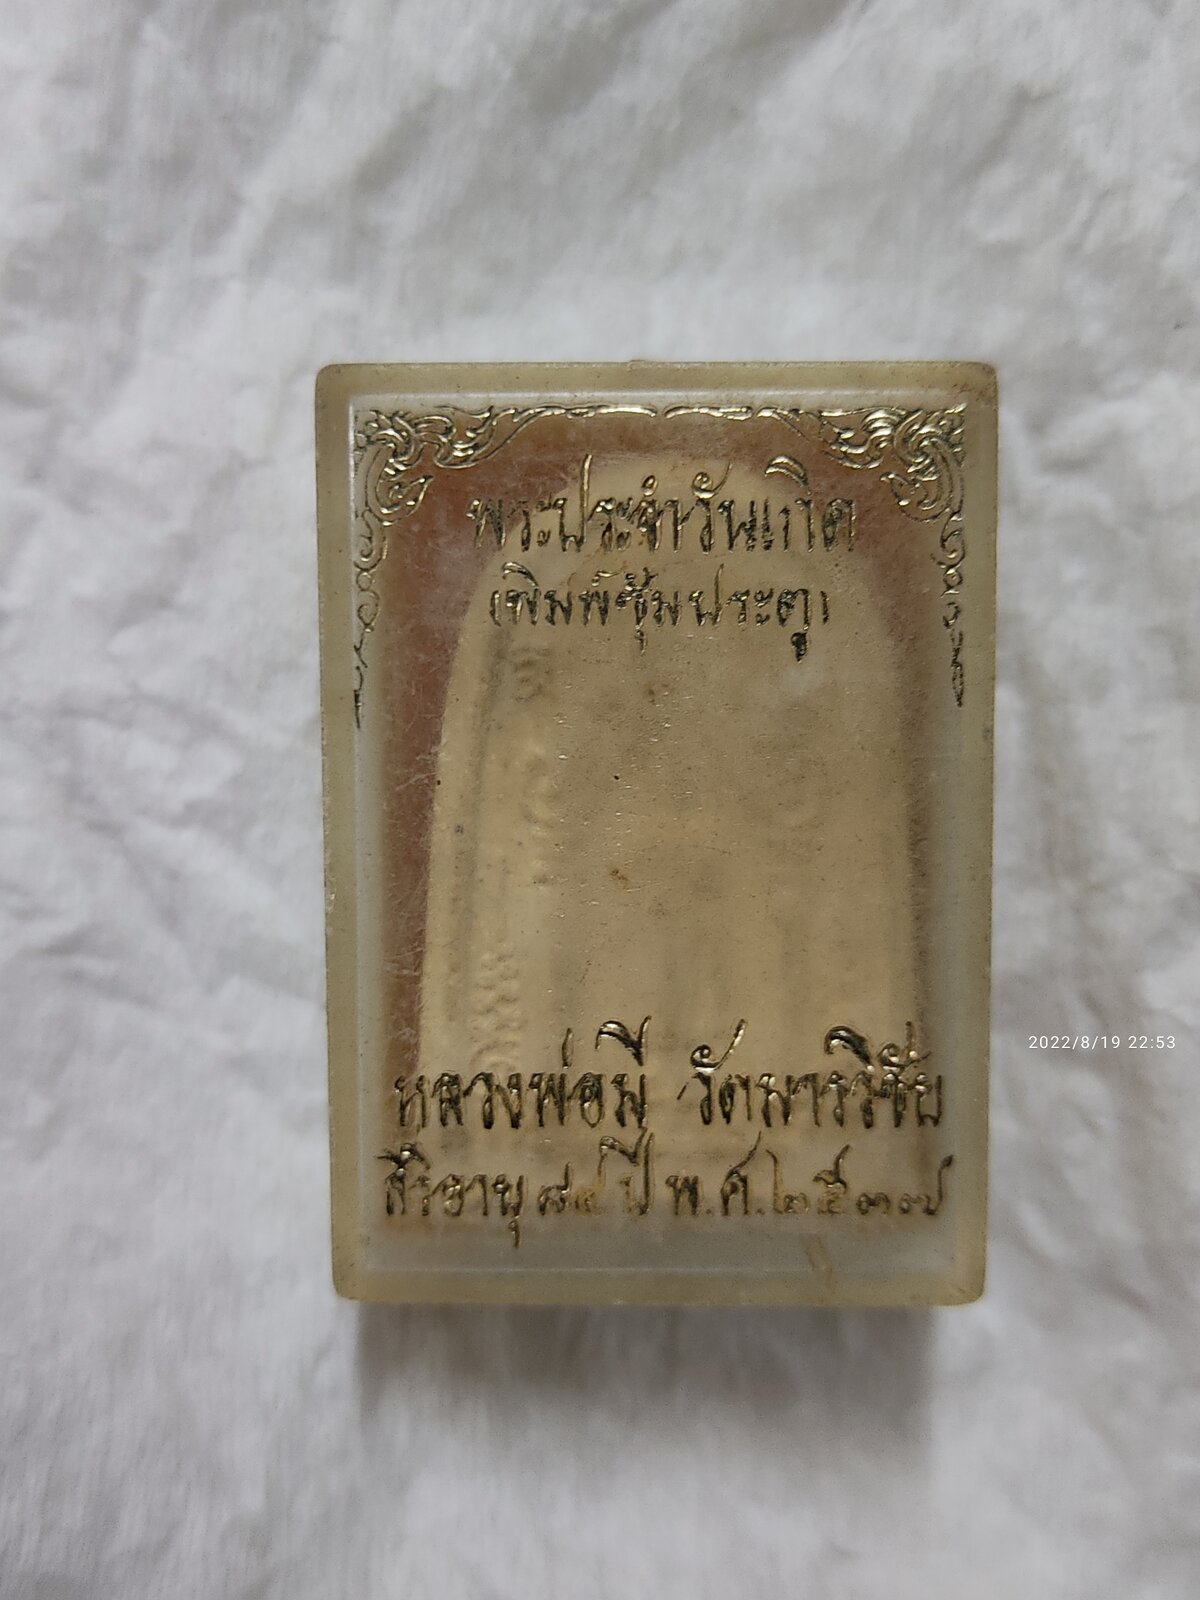 พระประจำวันเกิด
(พิมพ์ซุ้มประตู)
หลวงพ่อมี วัดมารวิชัย
สิริอายุ ๘๔ ปี พ.ศ. ๒๕๓๗
2022/8/19 22:53